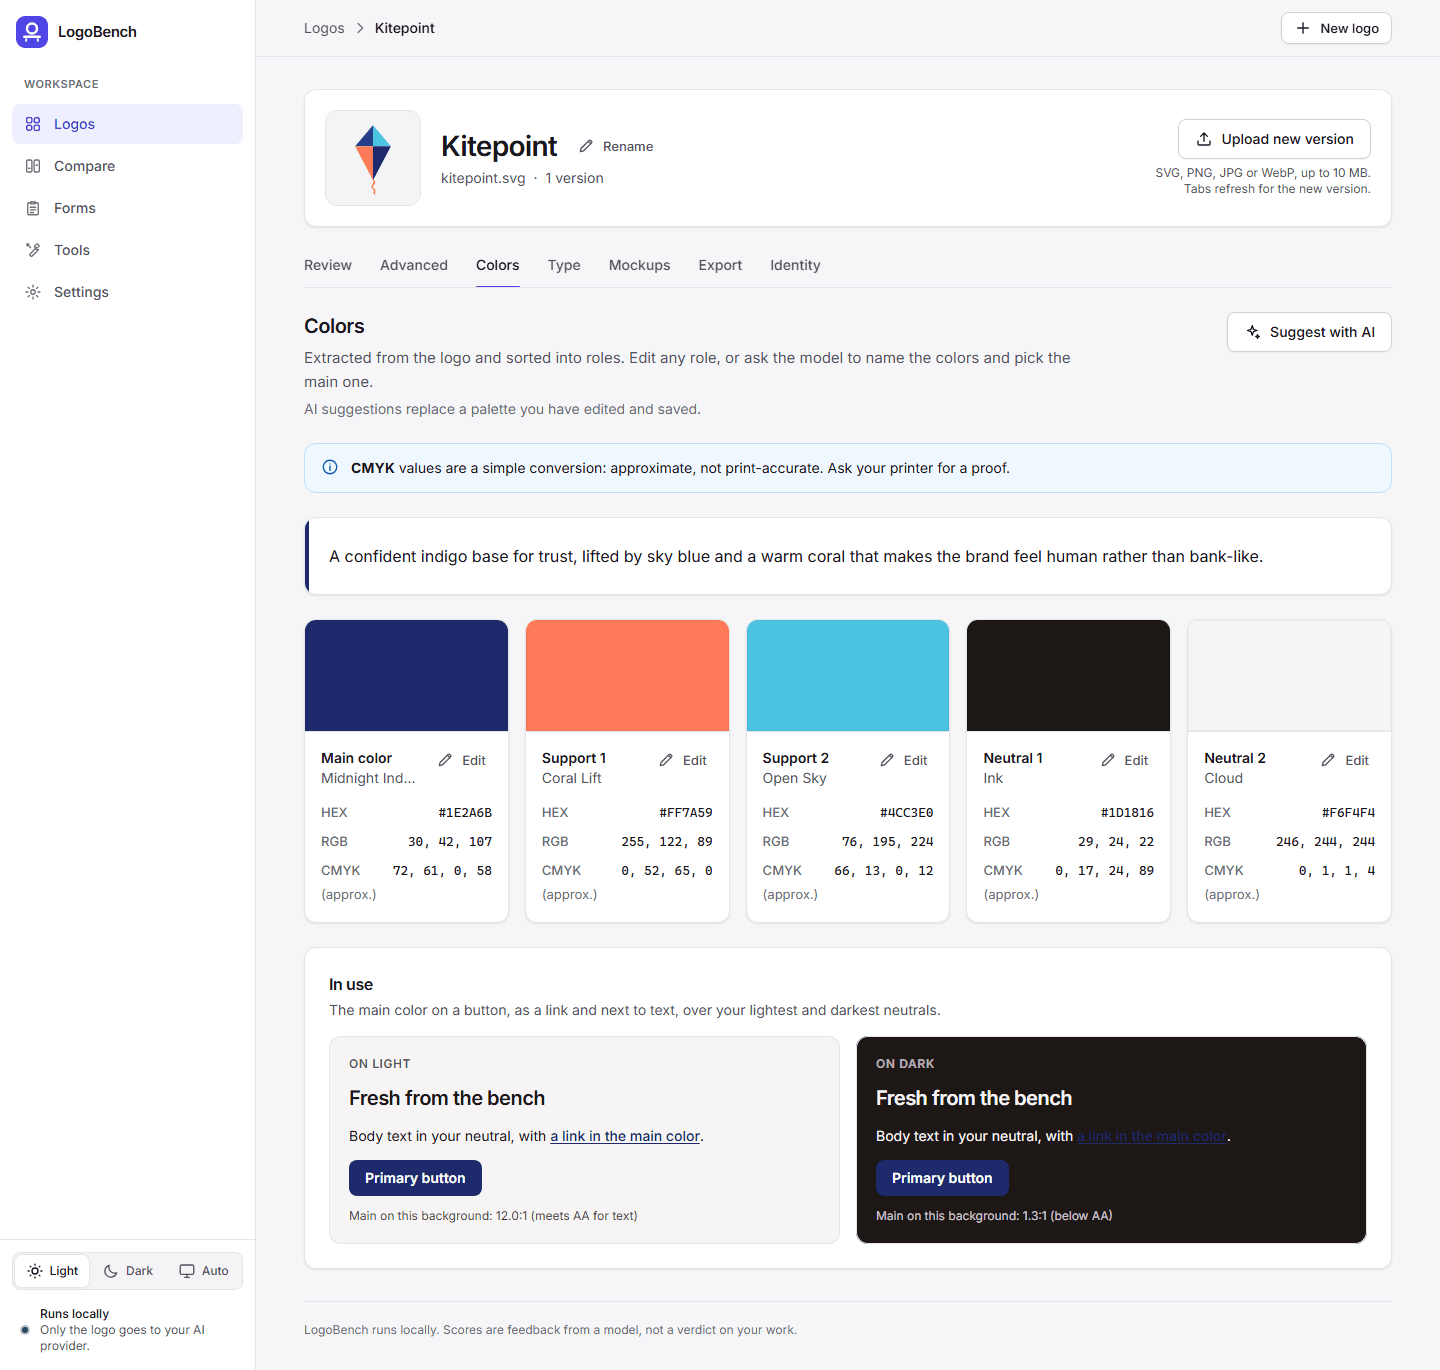 LogoBench
WORKSPACE
Logos
Compare
Forms
Tools
Settings
Light
Dark
Auto
Runs locally
Only the logo goes to your AI
provider.
Logos > Kitepoint
New logo
Kitepoint
Rename
kitepoint.svg · 1 version
Upload new version
SVG, PNG, JPG or WebP, up to 10 MB.
Tabs refresh for the new version.
Review
Advanced
Colors
Type
Mockups
Export
Identity
Colors
Suggest with AI
Extracted from the logo and sorted into roles. Edit any role, or ask the model to name the colors and pick the
main one.
AI suggestions replace a palette you have edited and saved.
CMYK values are a simple conversion: approximate, not print-accurate. Ask your printer for a proof.
A confident indigo base for trust, lifted by sky blue and a warm coral that makes the brand feel human rather than bank-like.
Main color
Edit
Midnight Ind...
HEX #1E2A6B
RGB 30, 42, 107
CMYK 72, 61, 0, 58
(approx.)
Support 1
Edit
Coral Lift
HEX #FF7A59
RGB 255, 122, 89
CMYK 0, 52, 65, 0
(approx.)
Support 2
Edit
Open Sky
HEX #4CC3E0
RGB 76, 195, 224
CMYK 66, 13, 0, 12
(approx.)
Neutral 1
Edit
Ink
HEX #1D1816
RGB 29, 24, 22
CMYK 0, 17, 24, 89
(approx.)
Neutral 2
Edit
Cloud
HEX #F6F4F4
RGB 246, 244, 244
CMYK 0, 1, 1, 4
(approx.)
In use
The main color on a button, as a link and next to text, over your lightest and darkest neutrals.
ON LIGHT
Fresh from the bench
Body text in your neutral, with a link in the main color.
Primary button
Main on this background: 12.0:1 (meets AA for text)
ON DARK
Fresh from the bench
Body text in your neutral, with a link in the main color.
Primary button
Main on this background: 1.3:1 (below AA)
LogoBench runs locally. Scores are feedback from a model, not a verdict on your work.